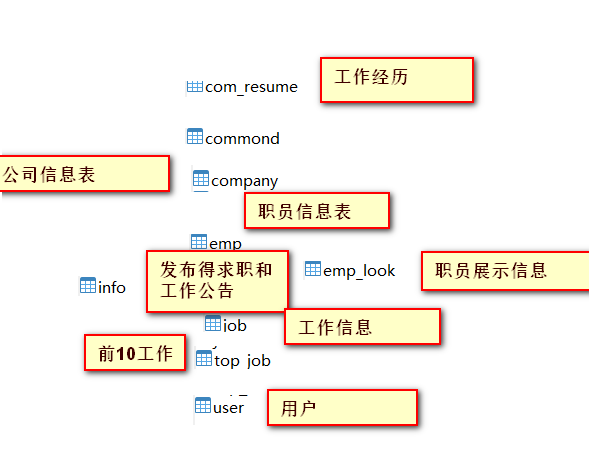 com_resume
工作经历
commond
公司信息表
company
职员信息表
emp
发布得求职和
工作公告
emp_look
职员展示信息
info
job
工作信息
前10工作
top_job
user
用户